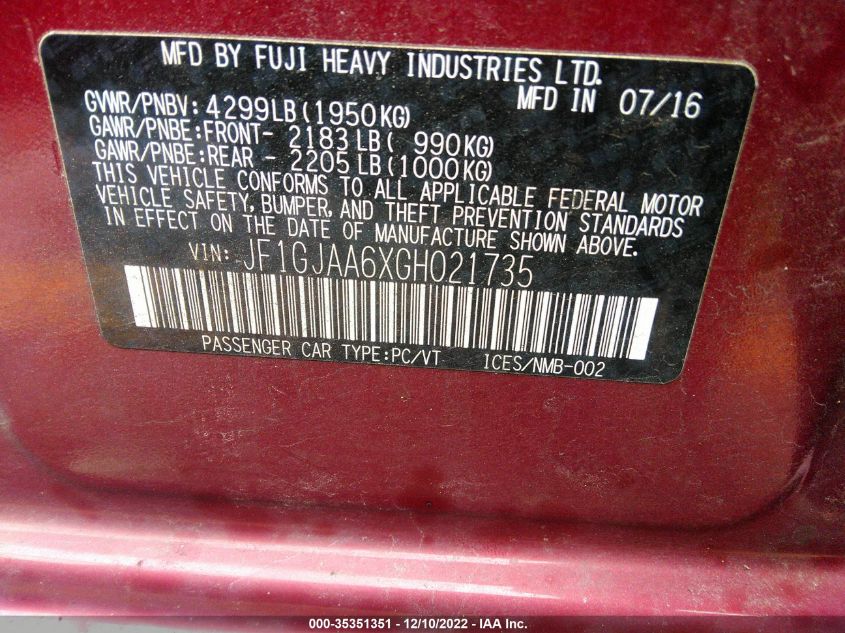 MFD BY FUJI HEAVY INDUSTRIES LTD.
MFD IN 07/16
GVWR/PNBV: 4299LB (1950KG)
GAWR/PNBE: FRONT- 2183LB ( 990KG)
GAWR/PNBE: REAR - 2205LB (1000KG)
THIS VEHICLE CONFORMS TO ALL APPLICABLE FEDERAL MOTOR
VEHICLE SAFETY, BUMPER, AND THEFT PREVENTION STANDARDS
IN EFFECT ON THE DATE OF MANUFACTURE SHOWN ABOVE.
VIN: JF1GJAA6XGH021735
PASSENGER CAR TYPE: PC/VT ICES/NMB-002
000-35351351 - 12/10/2022 - IAA Inc.